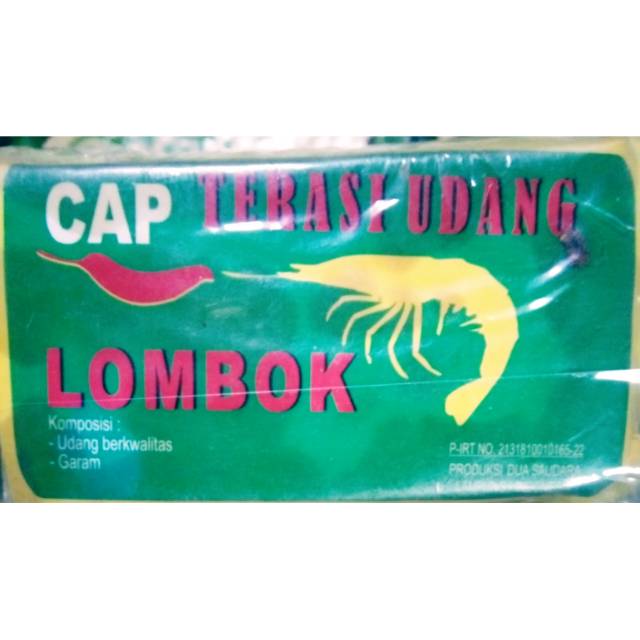 CAP TERASI UDANG
LOMBOK
Komposisi :
- Udang berkwalitas
- Garam
P-IRT NO. 2131810010165-22
PRODUKSI DUA SAUDARA